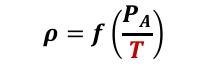 ρ = f (P_A / T)